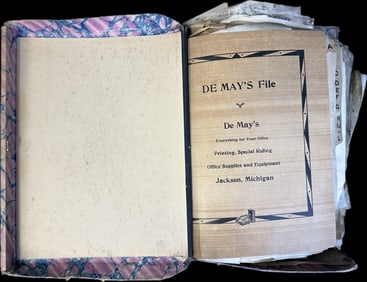 DE MAY'S File
De May's
Everything for Your Office
Printing, Special Ruling
Office Supplies and Equipment
Jackson, Michigan
A
D
E
F
G